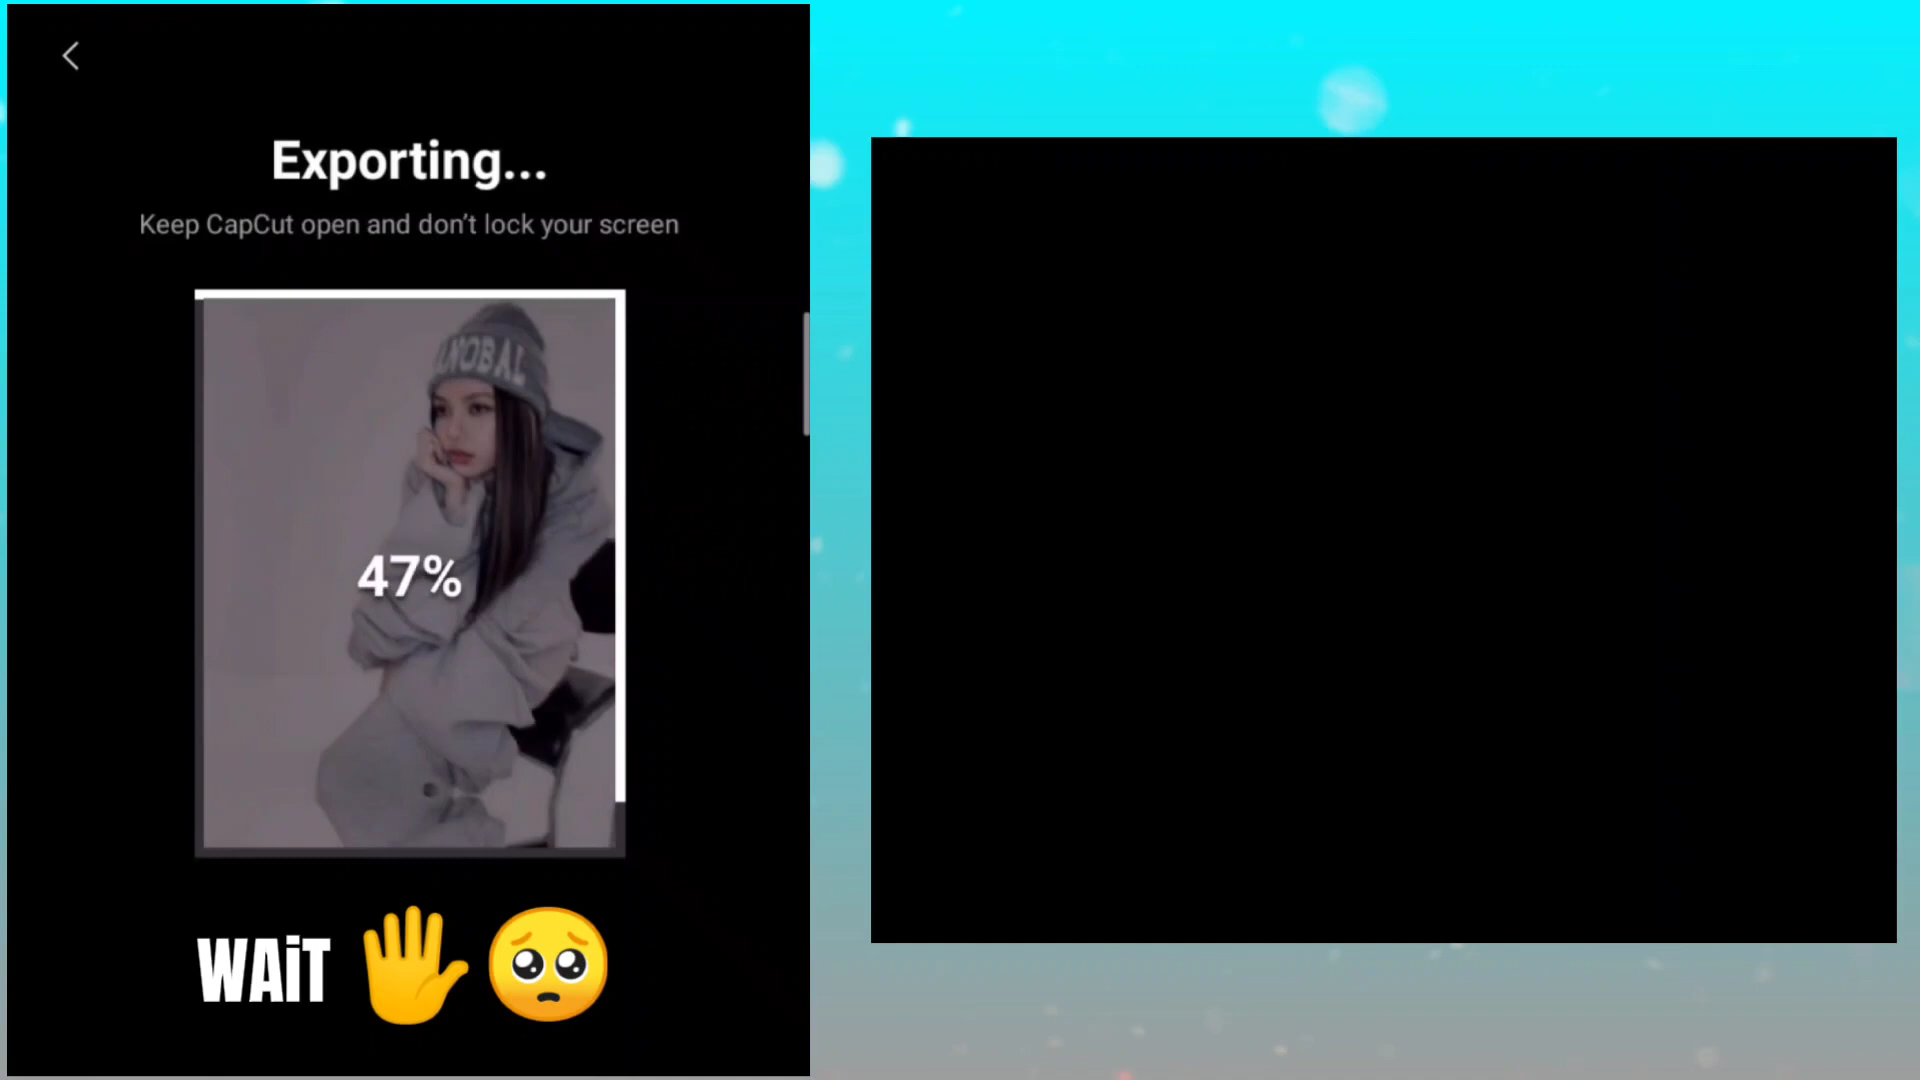 Exporting...
Keep CapCut open and don't lock your screen
47%
WAiT 🖐🥺